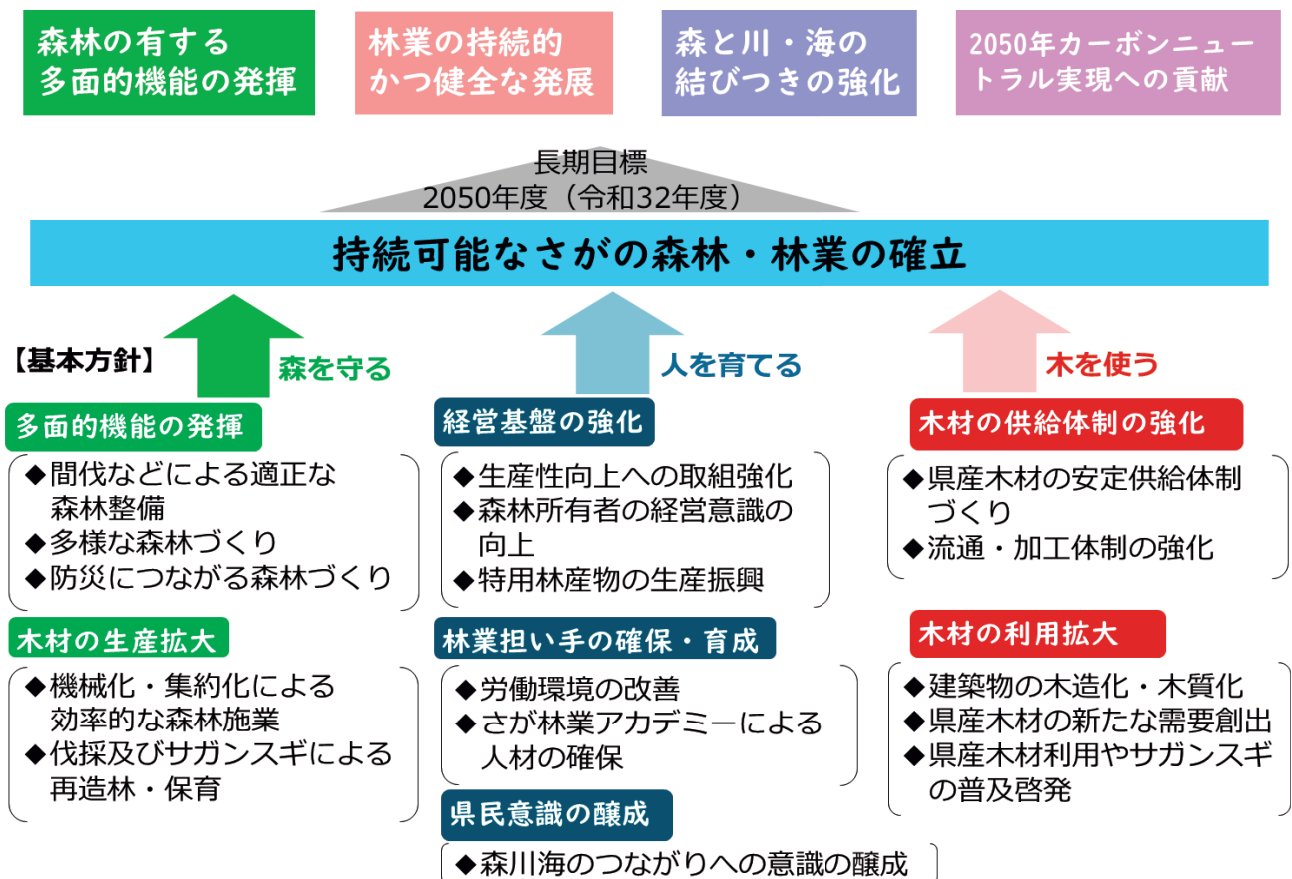 森林の有する
多面的機能の発揮
林業の持続的
かつ健全な発展
森と川・海の
結びつきの強化
2050年カーボンニュー
トラル実現への貢献
長期目標
2050年度（令和32年度）
持続可能なさがの森林・林業の確立
【基本方針】
森を守る
人を育てる
木を使う
多面的機能の発揮
◆間伐などによる適正な
森林整備
◆多様な森林づくり
◆防災につながる森林づくり
木材の生産拡大
◆機械化・集約化による
効率的な森林施業
◆伐採及びサガンスギによる
再造林・保育
経営基盤の強化
◆生産性向上への取組強化
◆森林所有者の経営意識の
向上
◆特用林産物の生産振興
林業担い手の確保・育成
◆労働環境の改善
◆さが林業アカデミーによる
人材の確保
県民意識の醸成
◆森川海のつながりへの意識の醸成
木材の供給体制の強化
◆県産木材の安定供給体制
づくり
◆流通・加工体制の強化
木材の利用拡大
◆建築物の木造化・木質化
◆県産木材の新たな需要創出
◆県産木材利用やサガンスギ
の普及啓発